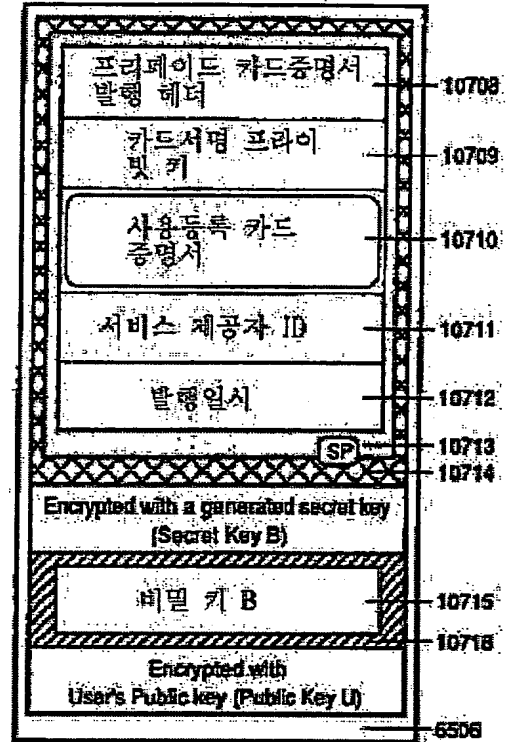 프리페이드 카드증명서
발행 헤더
10708
카드서명 프라이
빗 키
10709
사용등록 카드
증명서
10710
서비스 제공자 ID
10711
발행일시
10712
SP
10713
10714
Encrypted with a generated secret key
(Secret Key B)
비밀 키 B
10715
10716
Encrypted with
User's Public key (Public Key U)
6506